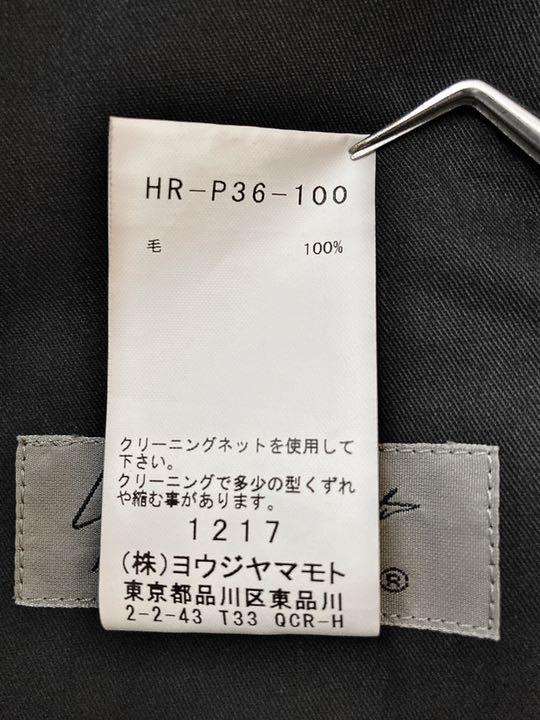 HR-P36-100
毛 100%
クリーニングネットを使用して
下さい。
クリーニングで多少の型くずれ
や縮む事があります。
1217
(株)ヨウジヤマモト
東京都品川区東品川
2-2-43 T33 QCR-H
®